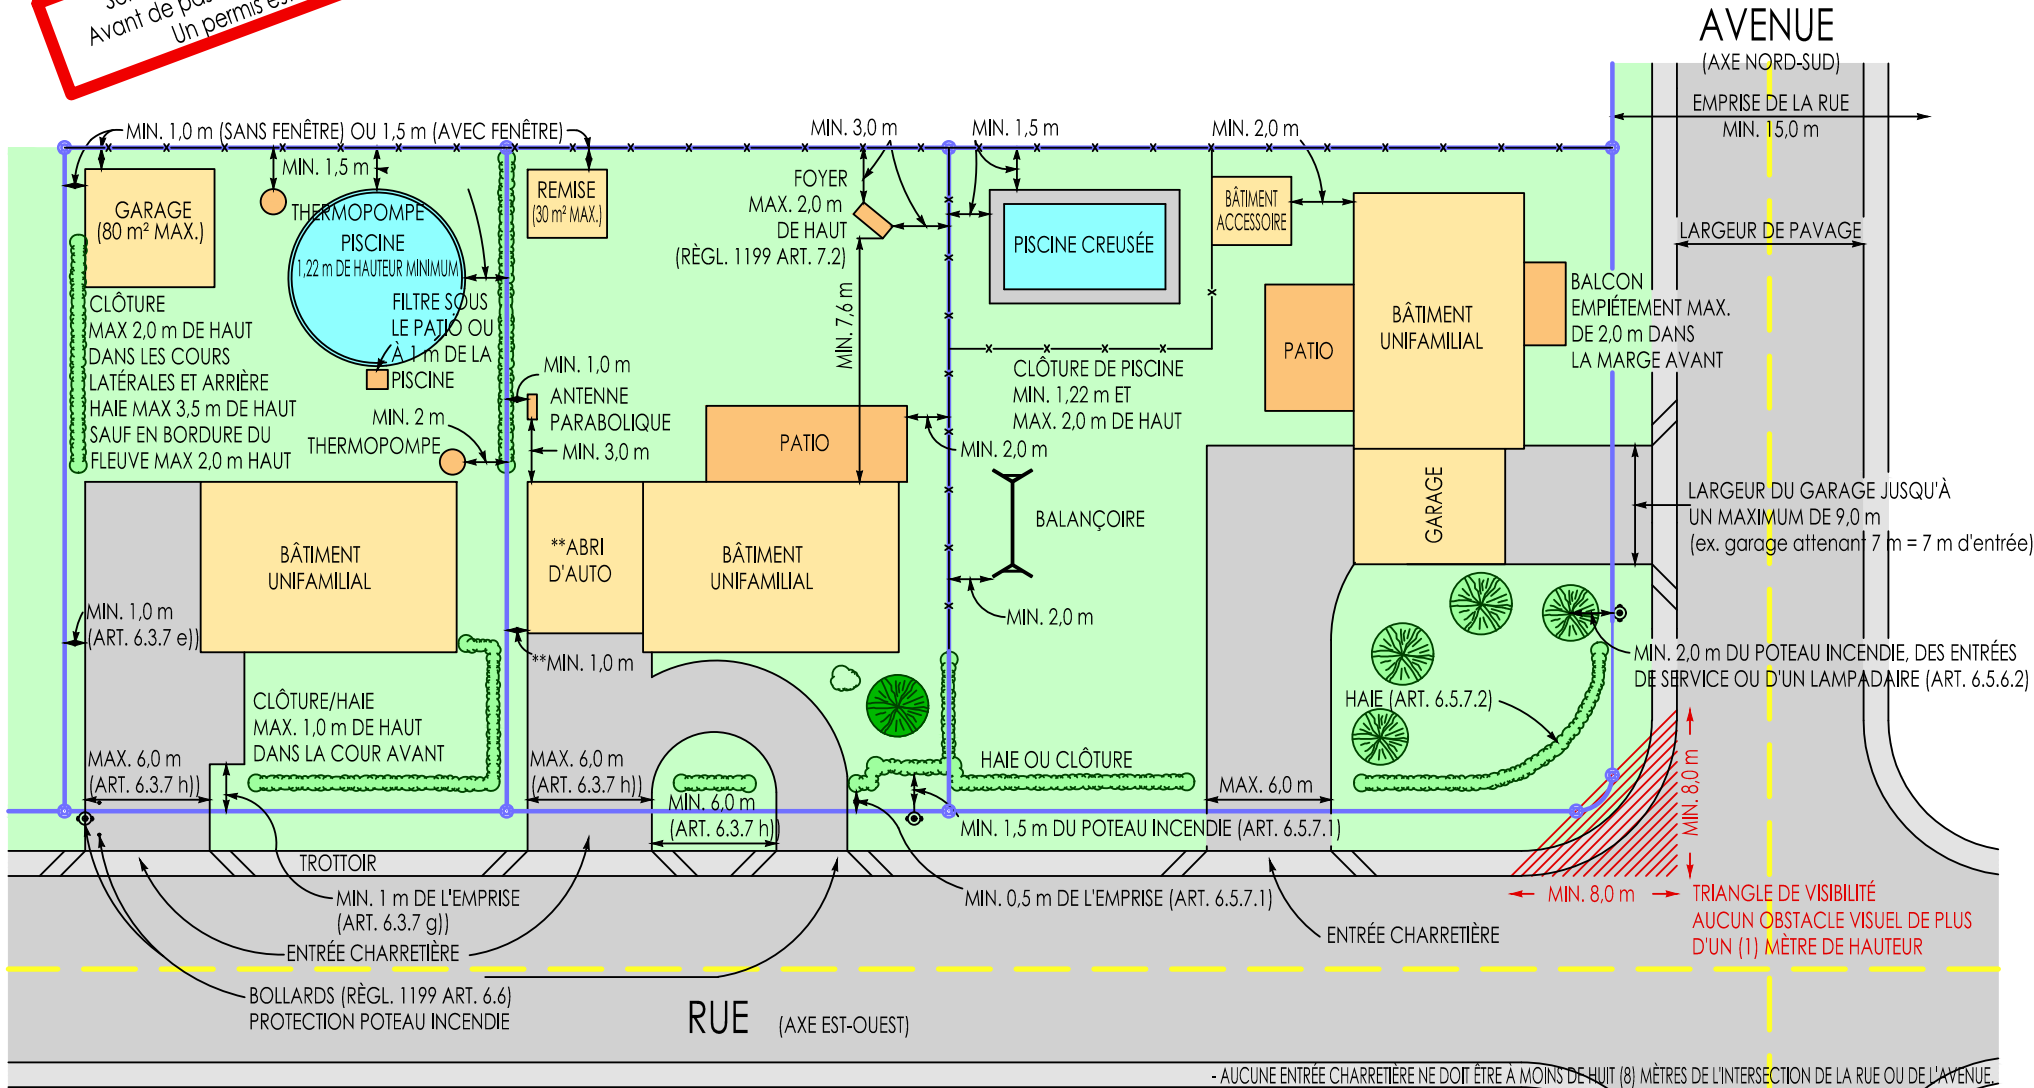 Avant de pas
Un permis es
AVENUE
(AXE NORD-SUD)
EMPRISE DE LA RUE
MIN. 15,0 m
MIN. 1,0 m (SANS FENÊTRE) OU 1,5 m (AVEC FENÊTRE)
MIN. 3,0 m
MIN. 1,5 m
MIN. 2,0 m
MIN. 1,5 m
GARAGE
(80 m² MAX.)
THERMOPOMPE
PISCINE
1,22 m DE HAUTEUR MINIMUM
REMISE
(30 m² MAX.)
FOYER
MAX. 2,0 m
DE HAUT
(RÈGL. 1199 ART. 7.2)
PISCINE CREUSÉE
BÂTIMENT
ACCESSOIRE
LARGEUR DE PAVAGE
CLÔTURE
MAX 2,0 m DE HAUT
DANS LES COURS
LATÉRALES ET ARRIÈRE
HAIE MAX 3,5 m DE HAUT
SAUF EN BORDURE DU
FLEUVE MAX 2,0 m HAUT
FILTRE SOUS
LE PATIO OU
À 1 m DE LA
PISCINE
MIN. 2 m
THERMOPOMPE
MIN. 1,0 m
ANTENNE
PARABOLIQUE
MIN. 3,0 m
MIN. 7,6 m
PATIO
MIN. 2,0 m
CLÔTURE DE PISCINE
MIN. 1,22 m ET
MAX. 2,0 m DE HAUT
PATIO
BÂTIMENT
UNIFAMILIAL
BALCON
EMPIÉTEMENT MAX.
DE 2,0 m DANS
LA MARGE AVANT
BALANÇOIRE
MIN. 2,0 m
GARAGE
LARGEUR DU GARAGE JUSQU'À
UN MAXIMUM DE 9,0 m
(ex. garage attenant 7 m = 7 m d'entrée)
BÂTIMENT
UNIFAMILIAL
**ABRI
D'AUTO
BÂTIMENT
UNIFAMILIAL
MIN. 1,0 m
(ART. 6.3.7 e))
**MIN. 1,0 m
MIN. 2,0 m DU POTEAU INCENDIE, DES ENTRÉES
DE SERVICE OU D'UN LAMPADAIRE (ART. 6.5.6.2)
HAIE (ART. 6.5.7.2)
CLÔTURE/HAIE
MAX. 1,0 m DE HAUT
DANS LA COUR AVANT
MAX. 6,0 m
(ART. 6.3.7 h))
MAX. 6,0 m
(ART. 6.3.7 h))
MIN. 6,0 m
(ART. 6.3.7 h))
HAIE OU CLÔTURE
MAX. 6,0 m
MIN. 8,0 m
MIN. 1,5 m DU POTEAU INCENDIE (ART. 6.5.7.1)
TROTTOIR
MIN. 1 m DE L'EMPRISE
(ART. 6.3.7 g))
MIN. 0,5 m DE L'EMPRISE (ART. 6.5.7.1)
MIN. 8,0 m
TRIANGLE DE VISIBILITÉ
AUCUN OBSTACLE VISUEL DE PLUS
D'UN (1) MÈTRE DE HAUTEUR
ENTRÉE CHARRETIÈRE
ENTRÉE CHARRETIÈRE
BOLLARDS (RÈGL. 1199 ART. 6.6)
PROTECTION POTEAU INCENDIE
RUE
(AXE EST-OUEST)
- AUCUNE ENTRÉE CHARRETIÈRE NE DOIT ÊTRE À MOINS DE HUIT (8) MÈTRES DE L'INTERSECTION DE LA RUE OU DE L'AVENUE.